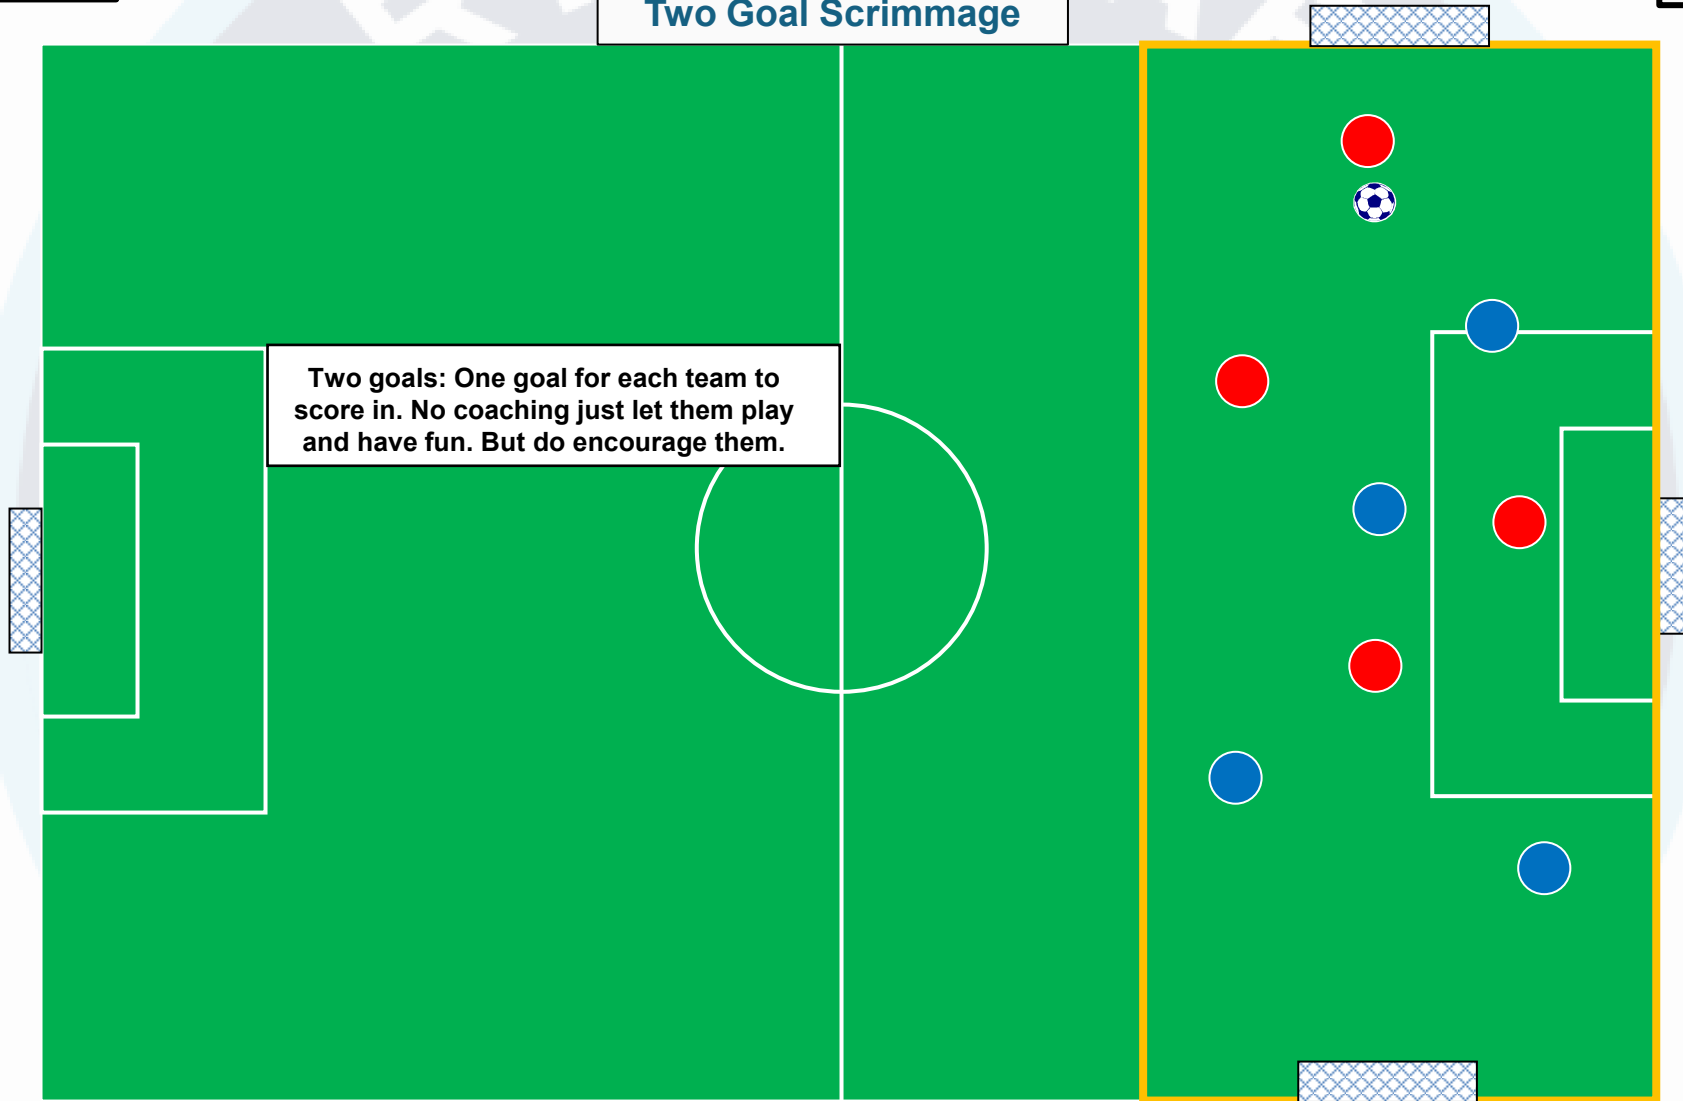 Two Goal Scrimmage
Two goals: One goal for each team to
score in. No coaching just let them play
and have fun. But do encourage them.